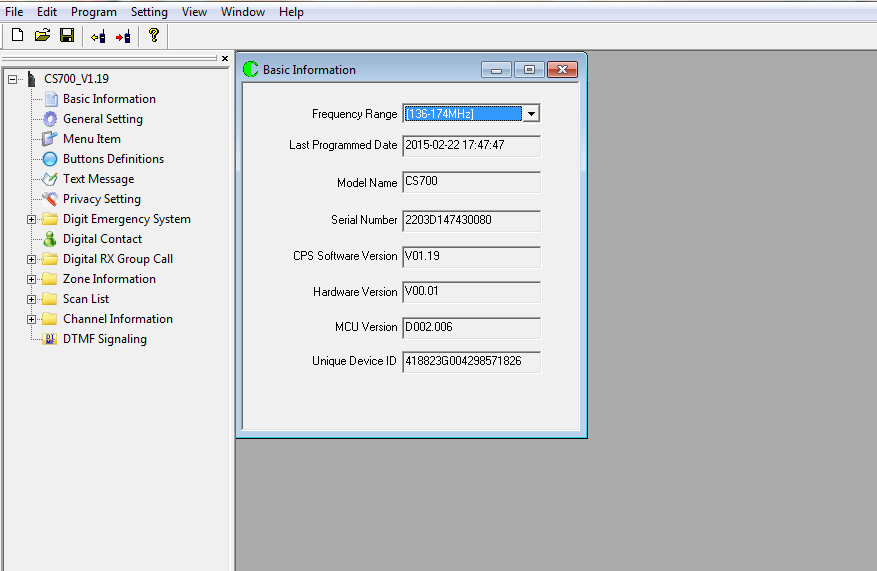 File Edit Program Setting View Window Help
CS700_V1.19
Basic Information
General Setting
Menu Item
Buttons Definitions
Text Message
Privacy Setting
Digit Emergency System
Digital Contact
Digital RX Group Call
Zone Information
Scan List
Channel Information
DTMF Signaling
Basic Information
Frequency Range [136-174MHz]
Last Programmed Date 2015-02-22 17:47:47
Model Name CS700
Serial Number 2203D147430080
CPS Software Version V01.19
Hardware Version V00.01
MCU Version D002.006
Unique Device ID 418823G004298571826